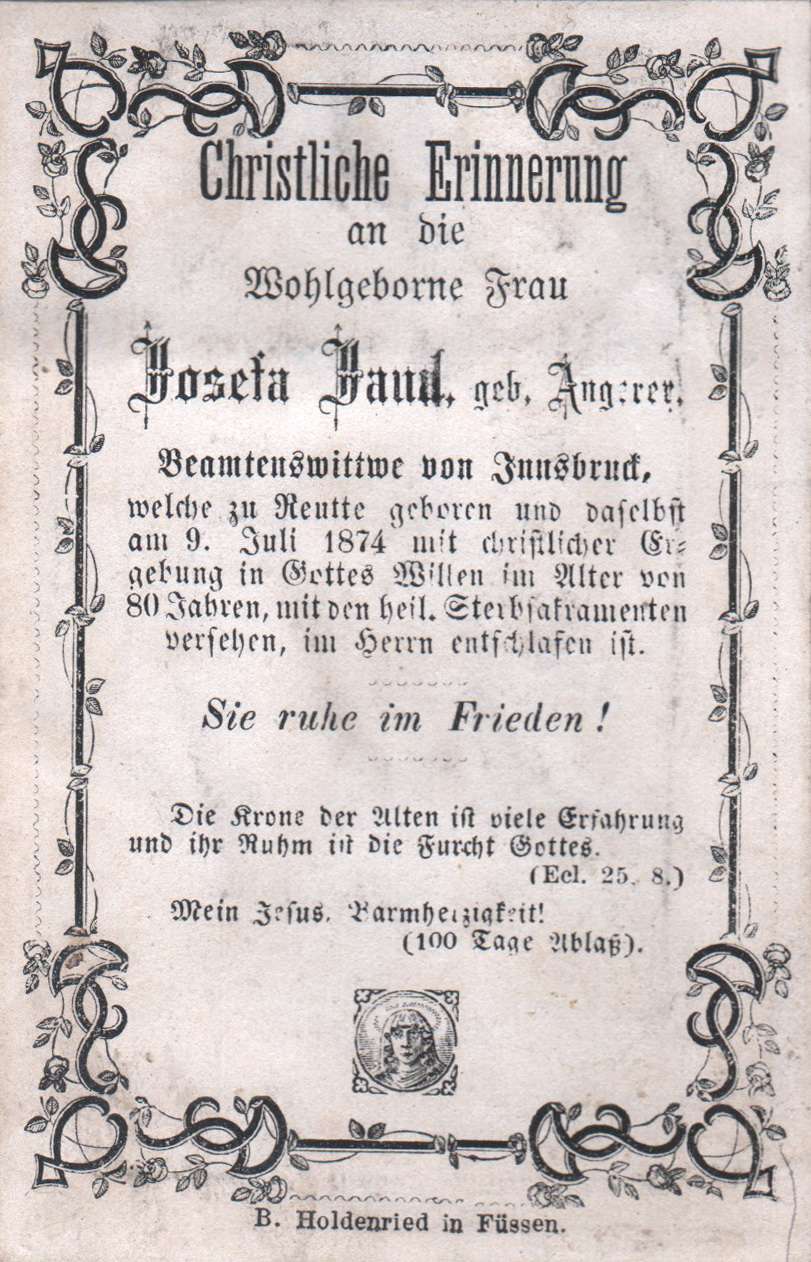 Christliche Erinnerung
an die
Wohlgeborne Frau
Josefa Jaud, geb. Angerer,
Beamtenswittwe von Innsbruck,
welche zu Reutte geboren und daselbst
am 9. Juli 1874 mit christlicher Er-
gebung in Gottes Willen im Alter von
80 Jahren, mit den heil. Sterbsakramenten
versehen, im Herrn entschlafen ist.
Sie ruhe im Frieden!
Die Krone der Alten ist viele Erfahrung
und ihr Ruhm ist die Furcht Gottes.
(Ecl. 25, 8.)
Mein Jesus, Barmherzigkeit!
(100 Tage Ablaß).
B. Holdenried in Füssen.